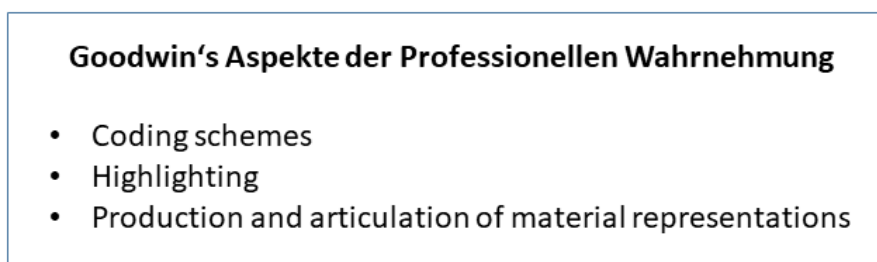 Goodwin‘s Aspekte der Professionellen Wahrnehmung
• Coding schemes
• Highlighting
• Production and articulation of material representations